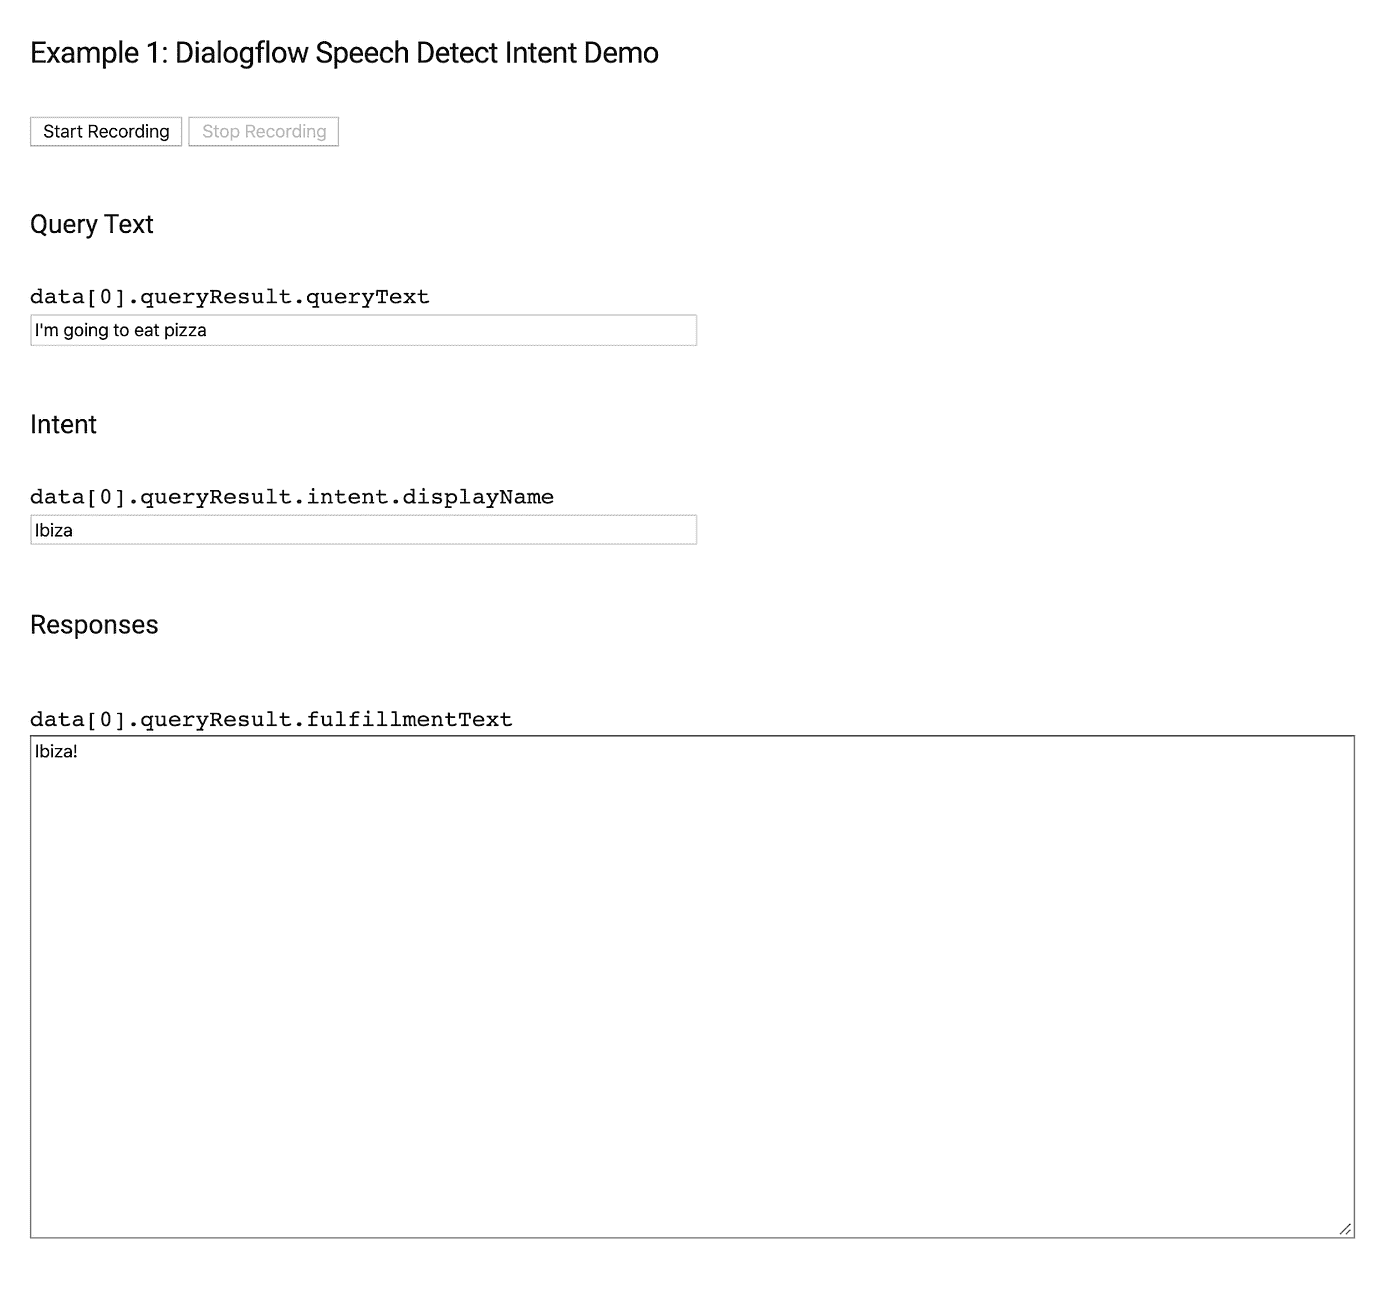 Example 1: Dialogflow Speech Detect Intent Demo
Start Recording Stop Recording
Query Text
data[0].queryResult.queryText
I'm going to eat pizza
Intent
data[0].queryResult.intent.displayName
Ibiza
Responses
data[0].queryResult.fulfillmentText
Ibiza!